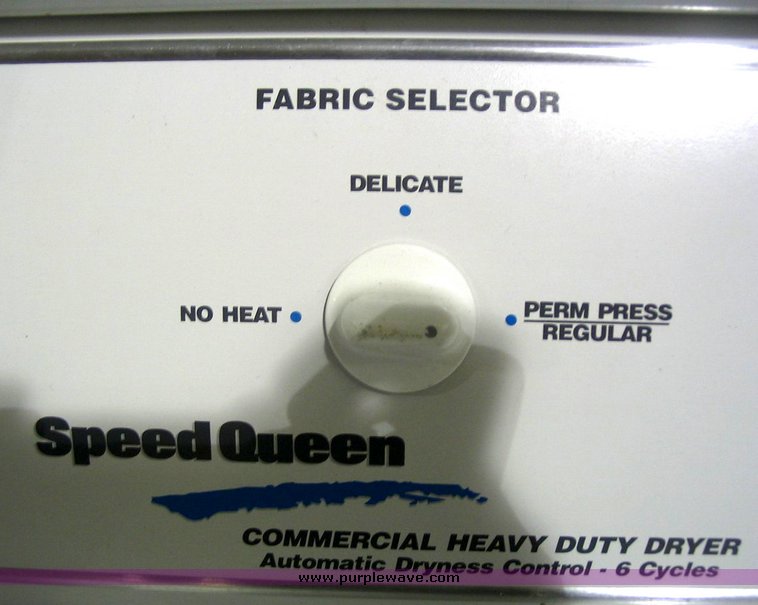 FABRIC SELECTOR
DELICATE
NO HEAT
PERM PRESS
REGULAR
Speed Queen
COMMERCIAL HEAVY DUTY DRYER
Automatic Dryness Control - 6 Cycles
www.purplewave.com